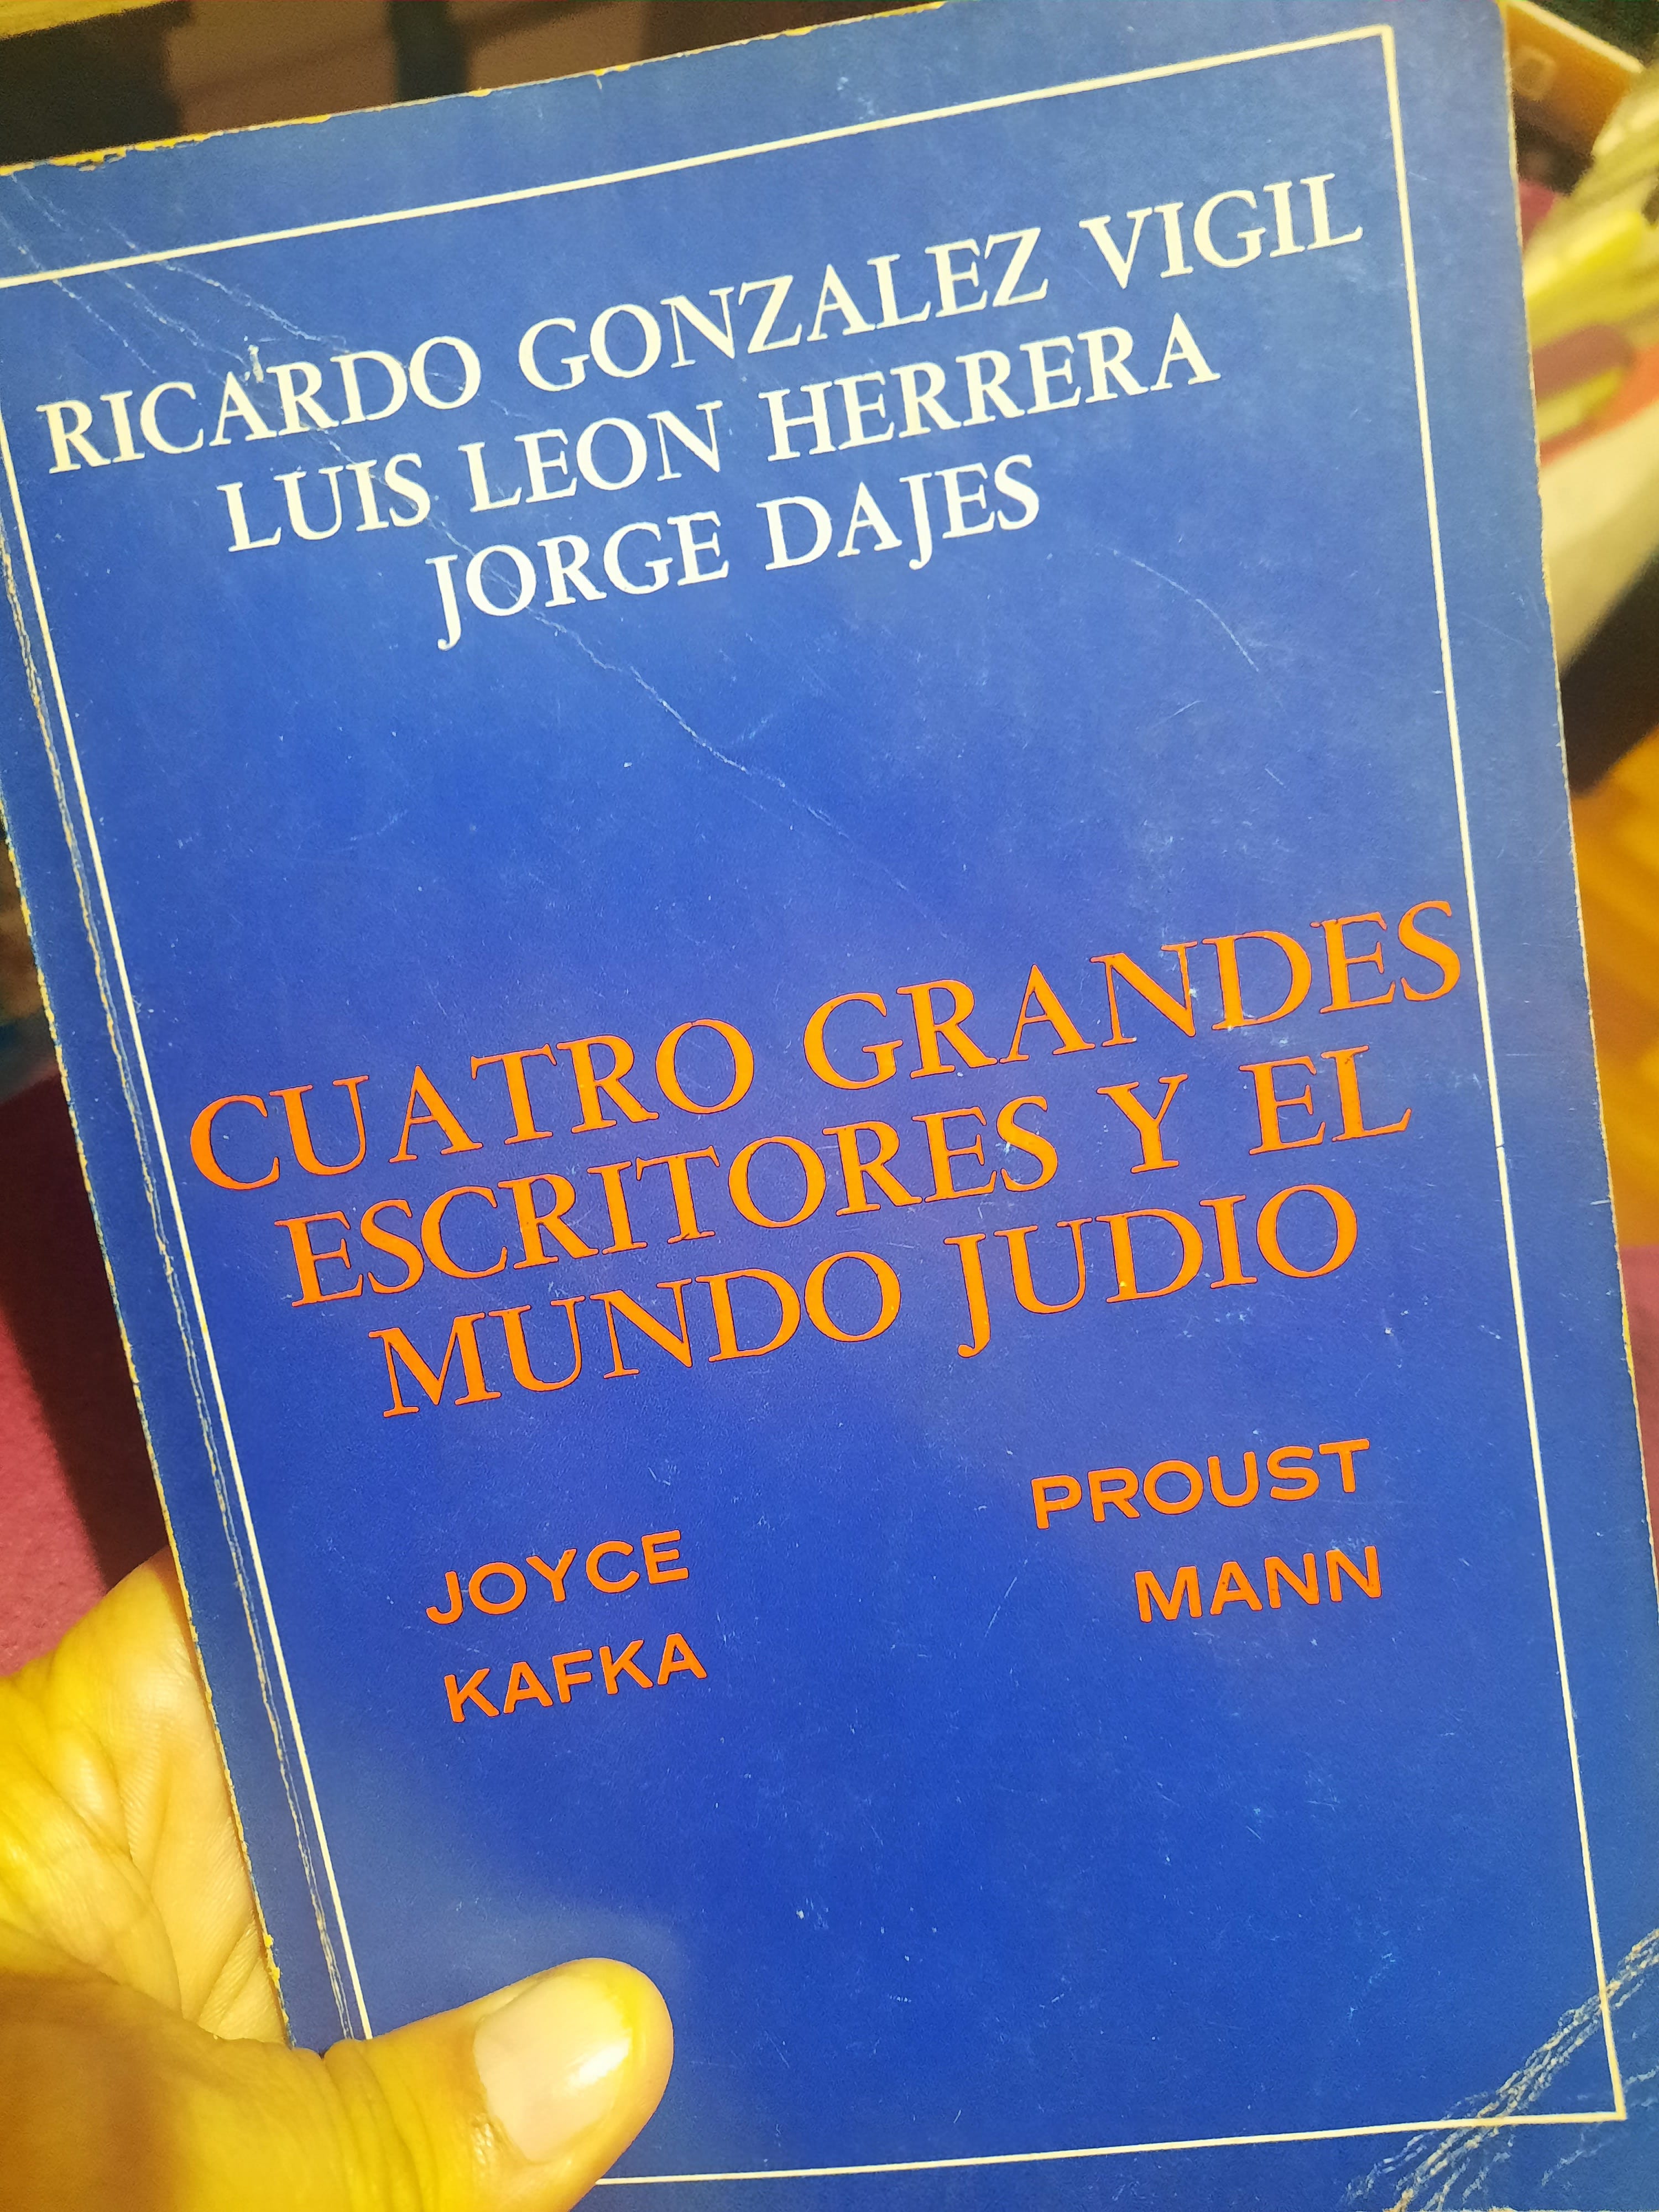 RICARDO GONZALEZ VIGIL
LUIS LEON HERRERA
JORGE DAJES
CUATRO GRANDES
ESCRITORES Y EL
MUNDO JUDIO
JOYCE PROUST
KAFKA MANN